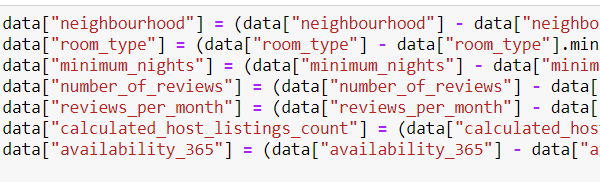 data["neighbourhood"] = (data["neighbourhood"] - data["neighbo
data["room_type"] = (data["room_type"] - data["room_type"].min
data["minimum_nights"] = (data["minimum_nights"] - data["minim
data["number_of_reviews"] = (data["number_of_reviews"] - data[
data["reviews_per_month"] = (data["reviews_per_month"] - data[
data["calculated_host_listings_count"] = (data["calculated_hos
data["availability_365"] = (data["availability_365"] - data["a